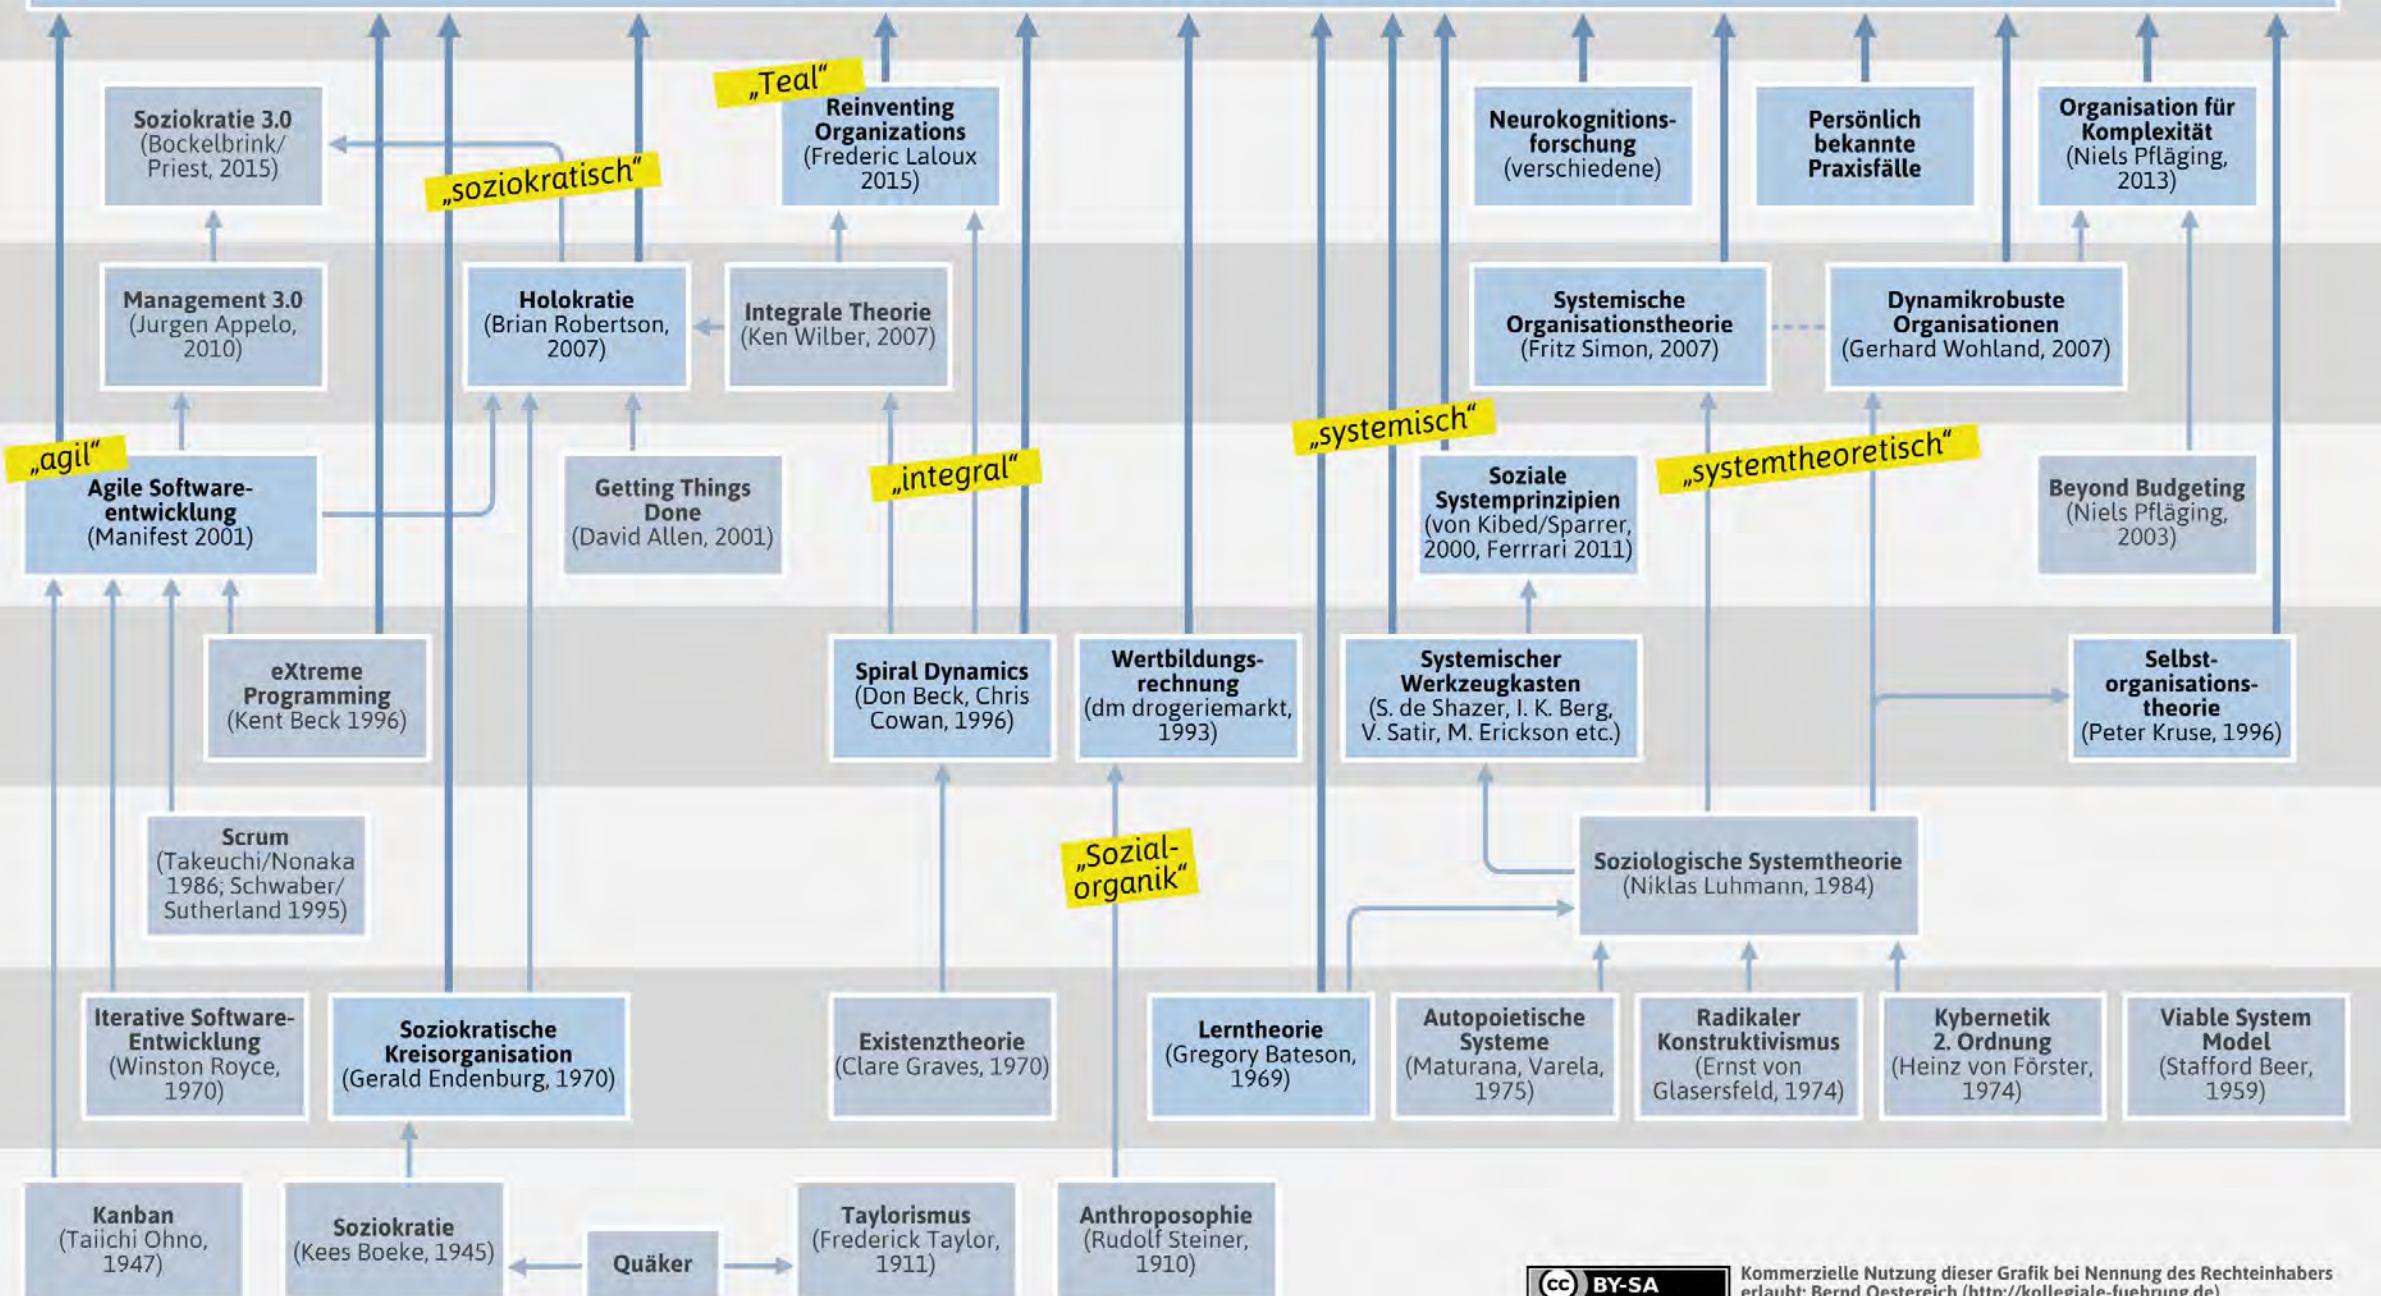 „Teal“
Soziokratie 3.0
(Bockelbrink/
Priest, 2015)
„soziokratisch“
Reinventing
Organizations
(Frederic Laloux
2015)
Neurokognitions-
forschung
(verschiedene)
Persönlich
bekannte
Praxisfälle
Organisation für
Komplexität
(Niels Pfläging,
2013)
Management 3.0
(Jurgen Appelo,
2010)
Holokratie
(Brian Robertson,
2007)
Integrale Theorie
(Ken Wilber, 2007)
Systemische
Organisationstheorie
(Fritz Simon, 2007)
Dynamikrobuste
Organisationen
(Gerhard Wohland, 2007)
„agil“
„integral“
„systemisch“
„systemtheoretisch“
Agile Software-
entwicklung
(Manifest 2001)
Getting Things
Done
(David Allen, 2001)
Soziale
Systemprinzipien
(von Kibed/Sparrer,
2000, Ferrrari 2011)
Beyond Budgeting
(Niels Pfläging,
2003)
eXtreme
Programming
(Kent Beck 1996)
Spiral Dynamics
(Don Beck, Chris
Cowan, 1996)
Wertbildungs-
rechnung
(dm drogeriemarkt,
1993)
Systemischer
Werkzeugkasten
(S. de Shazer, I. K. Berg,
V. Satir, M. Erickson etc.)
Selbst-
organisations-
theorie
(Peter Kruse, 1996)
Scrum
(Takeuchi/Nonaka
1986; Schwaber/
Sutherland 1995)
„Sozial-
organik“
Soziologische Systemtheorie
(Niklas Luhmann, 1984)
Iterative Software-
Entwicklung
(Winston Royce,
1970)
Soziokratische
Kreisorganisation
(Gerald Endenburg, 1970)
Existenztheorie
(Clare Graves, 1970)
Lerntheorie
(Gregory Bateson,
1969)
Autopoietische
Systeme
(Maturana, Varela,
1975)
Radikaler
Konstruktivismus
(Ernst von
Glasersfeld, 1974)
Kybernetik
2. Ordnung
(Heinz von Förster,
1974)
Viable System
Model
(Stafford Beer,
1959)
Kanban
(Taiichi Ohno,
1947)
Soziokratie
(Kees Boeke, 1945)
Quäker
Taylorismus
(Frederick Taylor,
1911)
Anthroposophie
(Rudolf Steiner,
1910)
cc BY-SA
Kommerzielle Nutzung dieser Grafik bei Nennung des Rechteinhabers
erlaubt: Bernd Oestereich (http://kollegiale-fuehrung.de)